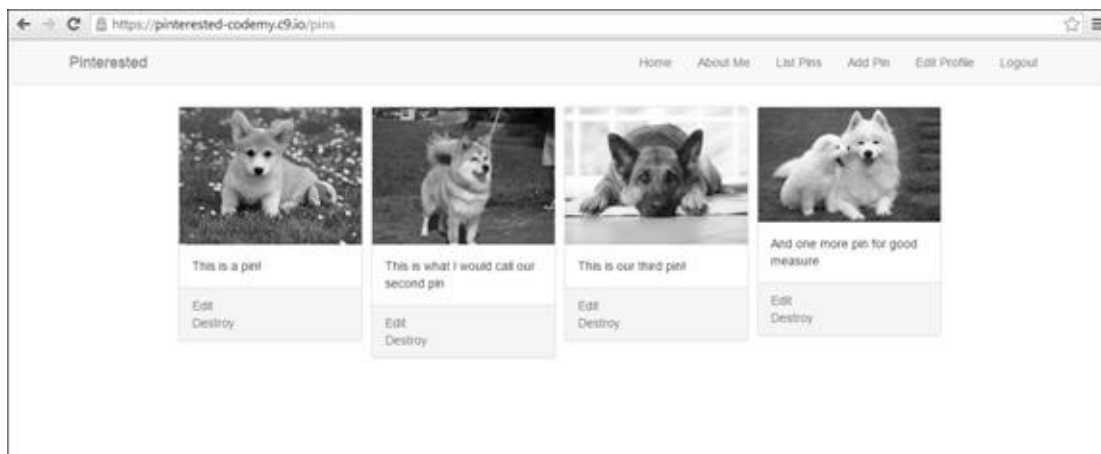 https://pinterested-codemy.c9.io/pins
Pinterested Home About Me List Pins Add Pin Edit Profile Logout
This is a pin!
Edit
Destroy
This is what I would call our
second pin
Edit
Destroy
This is our third pin!
Edit
Destroy
And one more pin for good
measure
Edit
Destroy